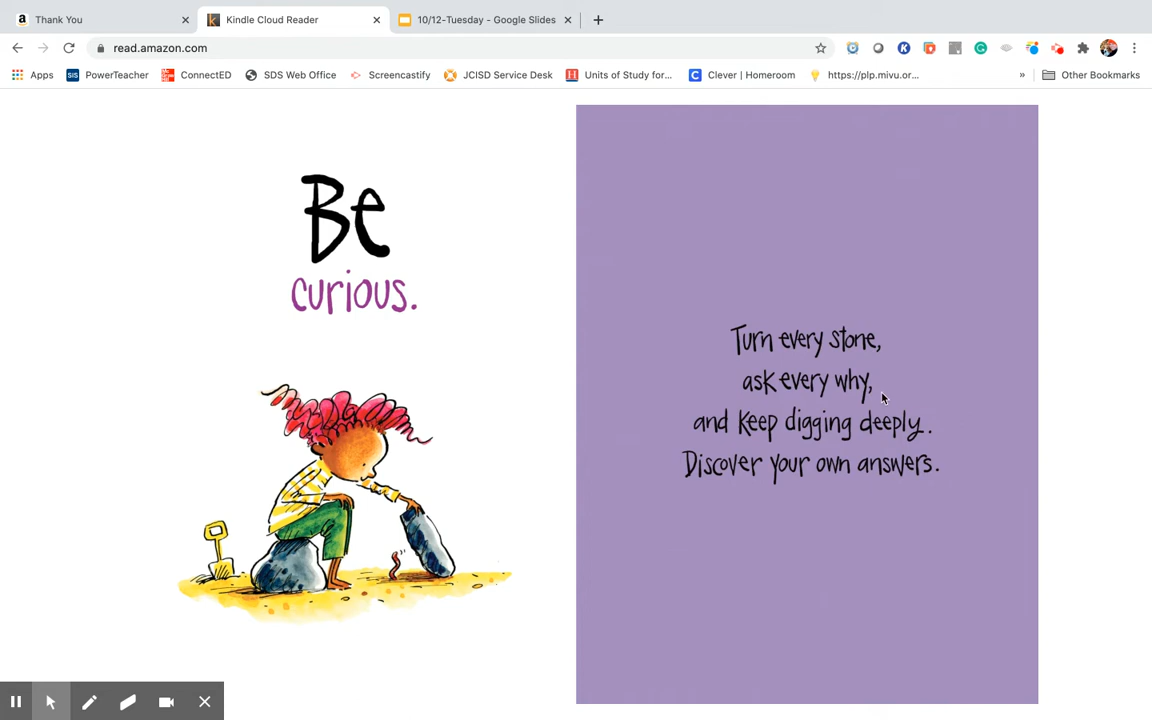 Thank You
Kindle Cloud Reader
10/12-Tuesday - Google Slides
read.amazon.com
Apps
SIS PowerTeacher
ConnectED
SDS Web Office
Screencastify
JCISD Service Desk
H Units of Study for...
C Clever | Homeroom
https://plp.mivu.or...
» Other Bookmarks
Be
curious.
Turn every stone,
ask every why,
and keep digging deeply.
Discover your own answers.